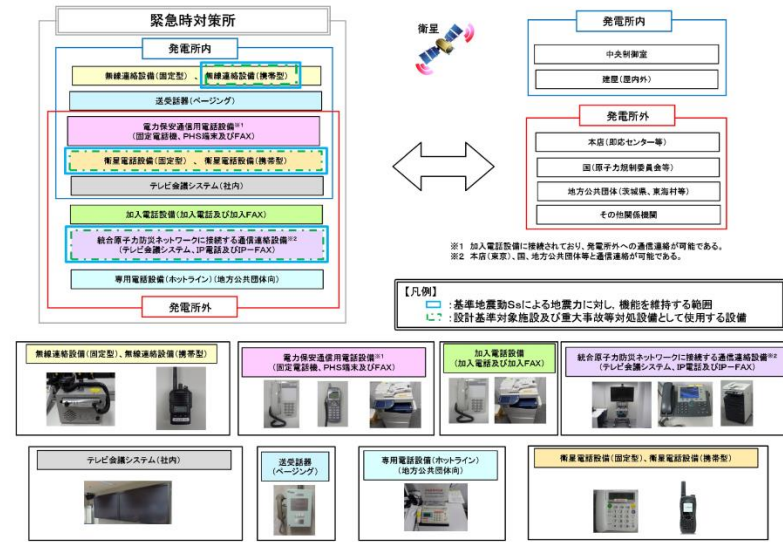 緊急時対策所
発電所内
無線連絡設備(固定型) 、 無線連絡設備(携帯型)
送受話器(ページング)
電力保安通信用電話設備※1
(固定電話機、PHS端末及びFAX)
衛星電話設備(固定型) 、 衛星電話設備(携帯型)
テレビ会議システム(社内)
加入電話設備(加入電話及び加入FAX)
統合原子力防災ネットワークに接続する通信連絡設備※2
(テレビ会議システム、IP電話及びIP-FAX)
専用電話設備(ホットライン)(地方公共団体向)
発電所外
衛星
発電所内
中央制御室
建屋(屋内外)
発電所外
本店(即応センター等)
国(原子力規制委員会等)
地方公共団体(茨城県、東海村等)
その他関係機関
※1 加入電話設備に接続されており、発電所外への通信連絡が可能である。
※2 本店(東京)、国、地方公共団体等と通信連絡が可能である。
【凡例】
:基準地震動Ssによる地震力に対し、機能を維持する範囲
:設計基準対象施設及び重大事故等対処設備として使用する設備
無線連絡設備(固定型)、無線連絡設備(携帯型)
電力保安通信用電話設備※1
(固定電話機、PHS端末及びFAX)
加入電話設備
(加入電話及び加入FAX)
統合原子力防災ネットワークに接続する通信連絡設備※2
(テレビ会議システム、IP電話及びIP-FAX)
テレビ会議システム(社内)
送受話器
(ページング)
専用電話設備(ホットライン)
(地方公共団体向)
衛星電話設備(固定型)、衛星電話設備(携帯型)